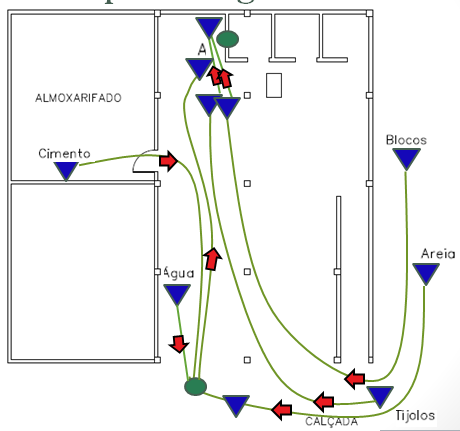 A
ALMOXARIFADO
Cimento
Blocos
Areia
Água
CALÇADA
Tijolos